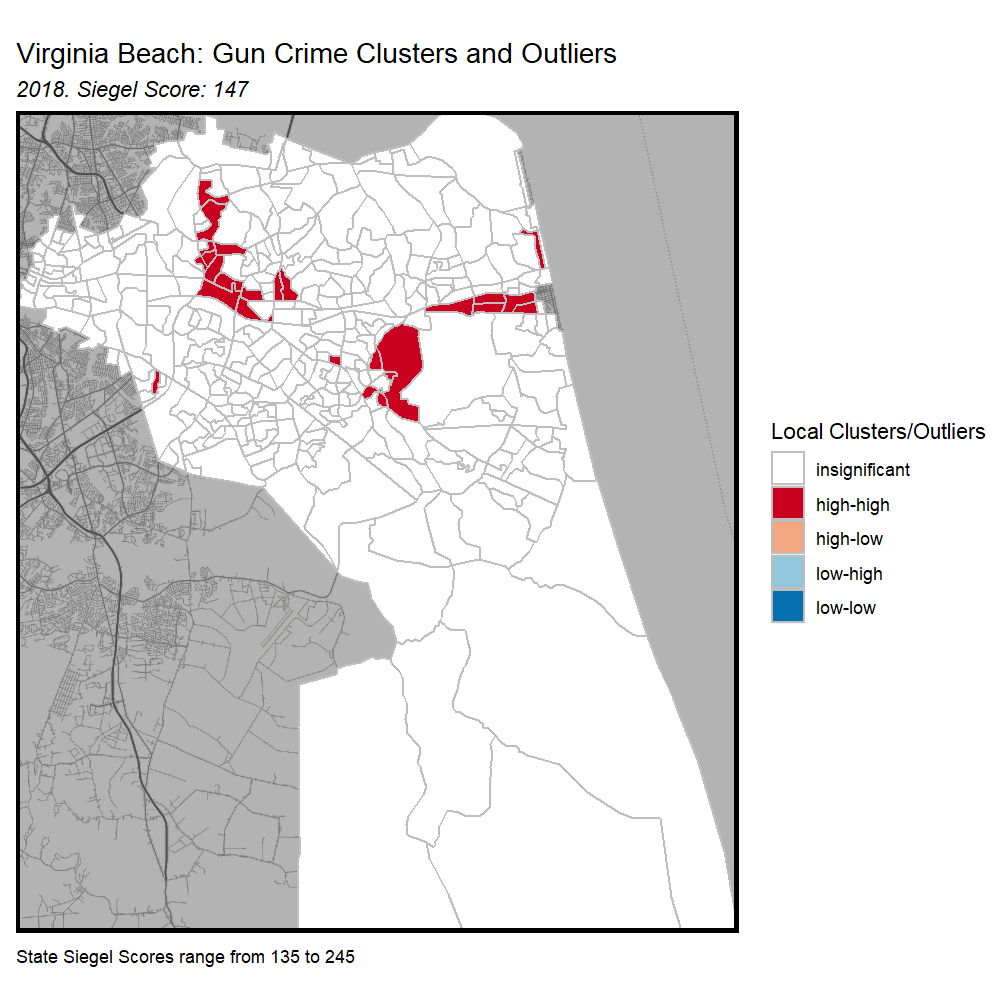 Virginia Beach: Gun Crime Clusters and Outliers
2018. Siegel Score: 147
Local Clusters/Outliers
insignificant
high-high
high-low
low-high
low-low
State Siegel Scores range from 135 to 245